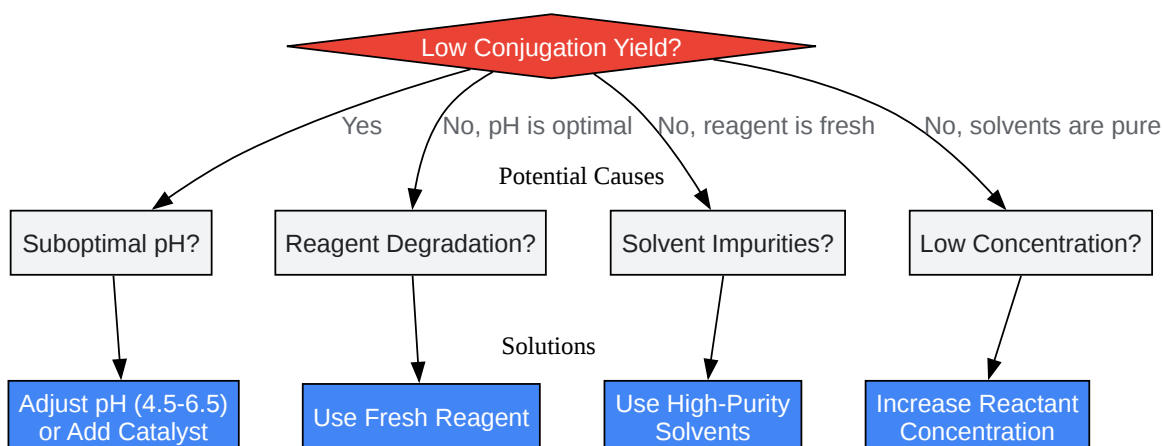 Low Conjugation Yield?
Yes
No, pH is optimal
No, reagent is fresh
No, solvents are pure
Potential Causes
Suboptimal pH?
Reagent Degradation?
Solvent Impurities?
Low Concentration?
Solutions
Adjust pH (4.5-6.5)
or Add Catalyst
Use Fresh Reagent
Use High-Purity
Solvents
Increase Reactant
Concentration